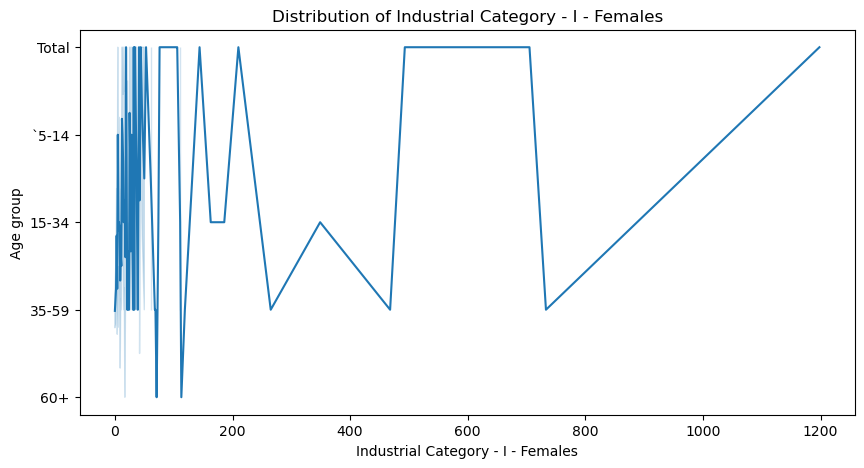 Distribution of Industrial Category - I - Females
Age group
Total
`5-14
15-34
35-59
60+
0 200 400 600 800 1000 1200
Industrial Category - I - Females